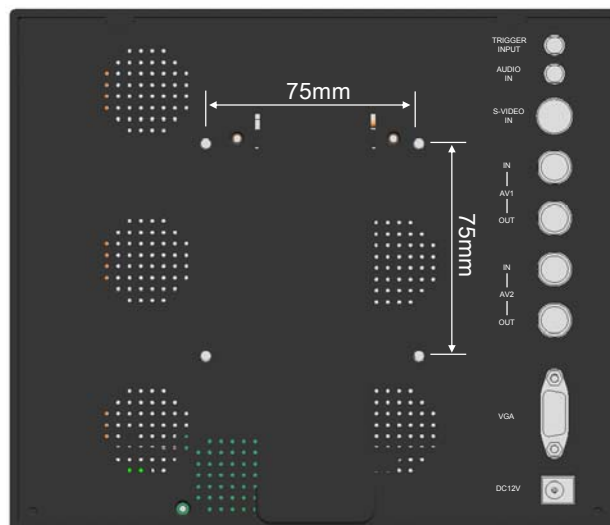 TRIGGER
INPUT
AUDIO
IN
75mm
S-VIDEO
IN
IN
AV1
OUT
75mm
IN
AV2
OUT
VGA
DC12V